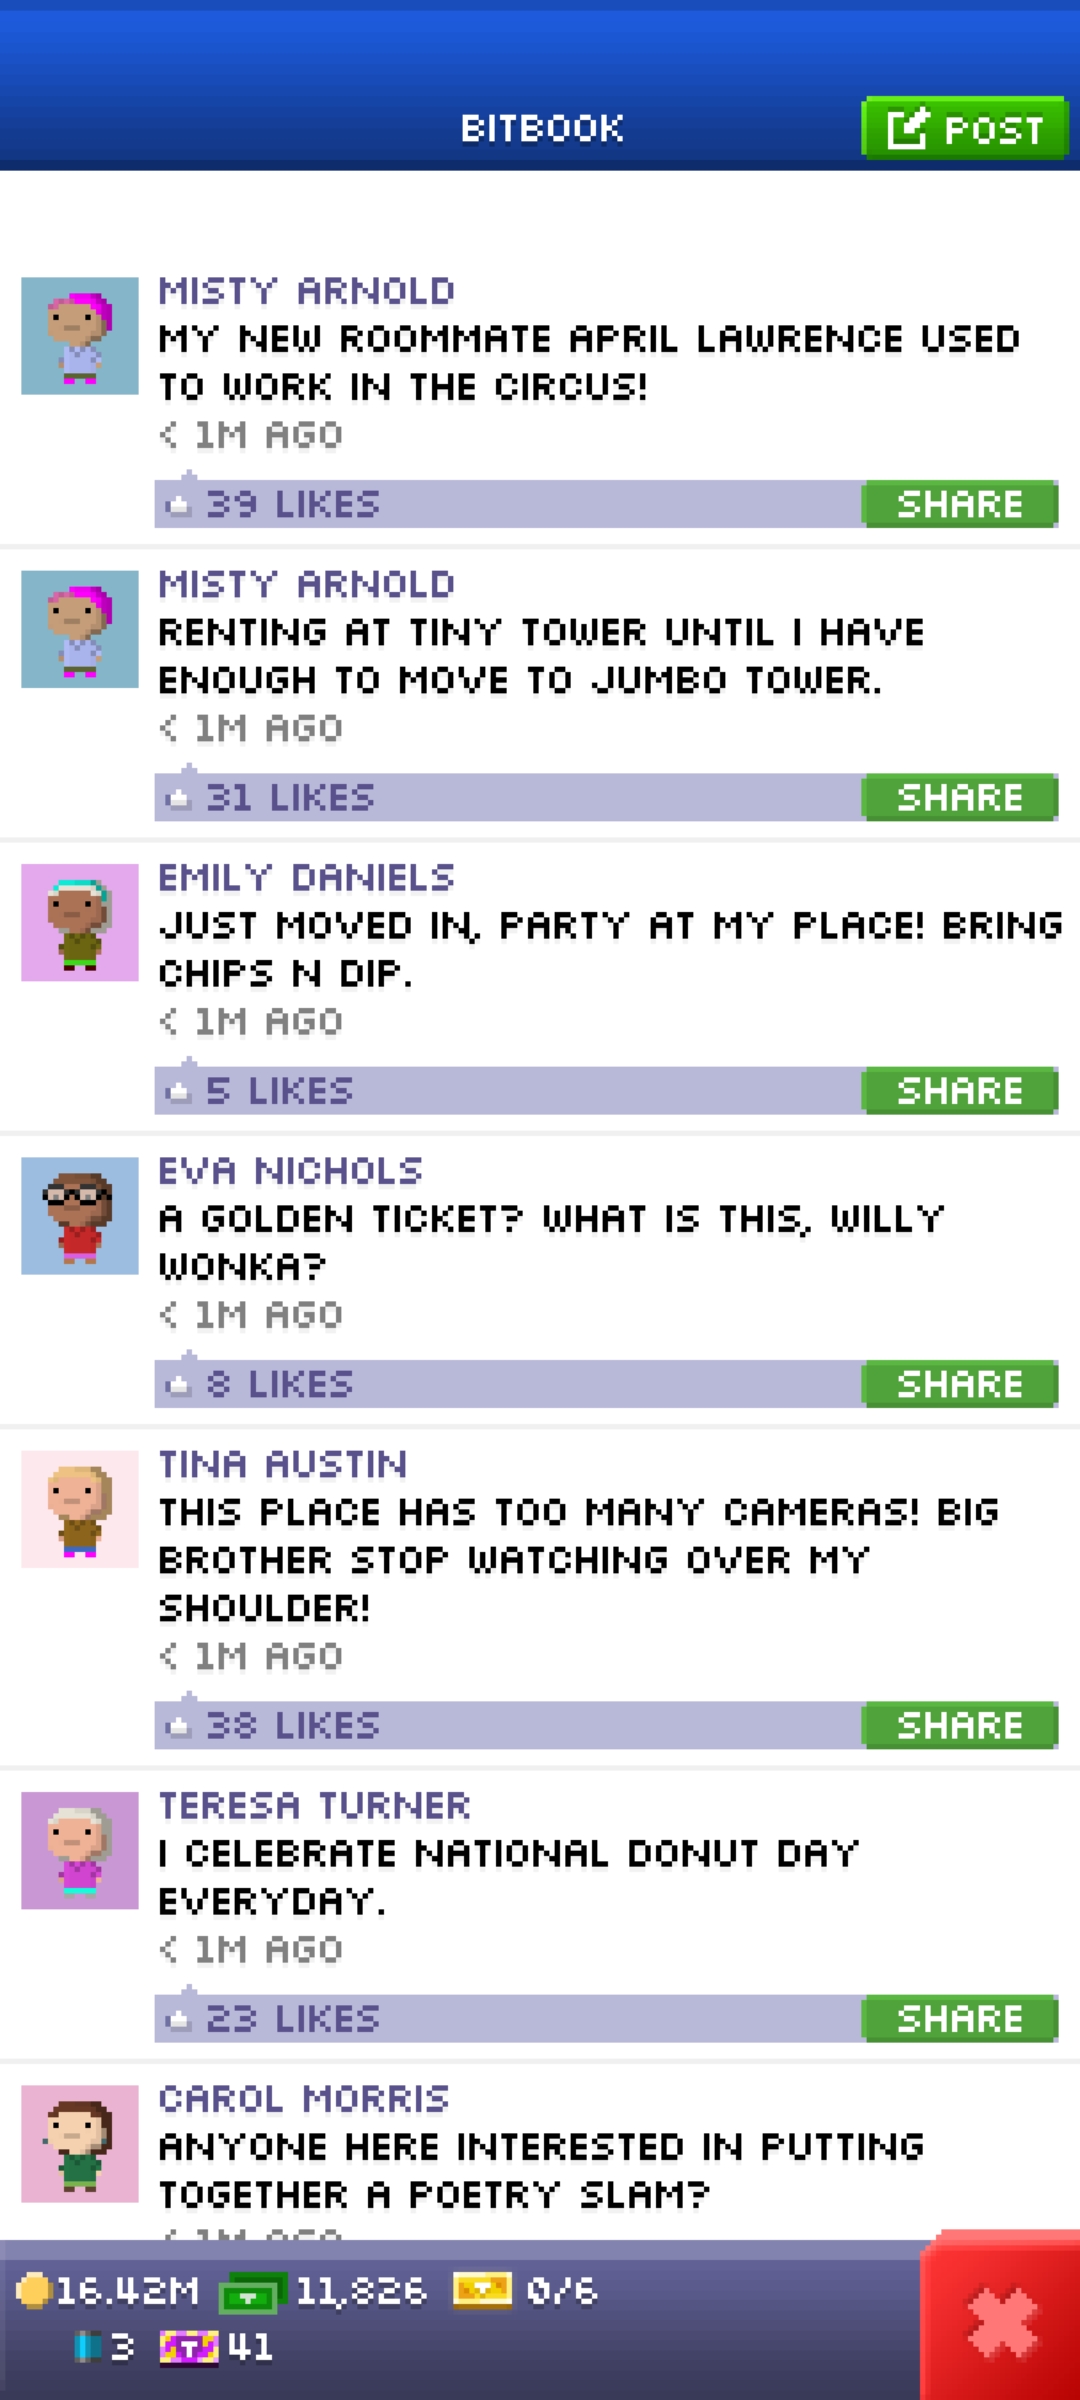 BITBOOK
POST
MISTY ARNOLD
MY NEW ROOMMATE APRIL LAWRENCE USED
TO WORK IN THE CIRCUS!
< 1M AGO
39 LIKES
SHARE
MISTY ARNOLD
RENTING AT TINY TOWER UNTIL I HAVE
ENOUGH TO MOVE TO JUMBO TOWER.
< 1M AGO
31 LIKES
SHARE
EMILY DANIELS
JUST MOVED IN, PARTY AT MY PLACE! BRING
CHIPS N DIP.
< 1M AGO
5 LIKES
SHARE
EVA NICHOLS
A GOLDEN TICKET? WHAT IS THIS, WILLY
WONKA?
< 1M AGO
8 LIKES
SHARE
TINA AUSTIN
THIS PLACE HAS TOO MANY CAMERAS! BIG
BROTHER STOP WATCHING OVER MY
SHOULDER!
< 1M AGO
38 LIKES
SHARE
TERESA TURNER
I CELEBRATE NATIONAL DONUT DAY
EVERYDAY.
< 1M AGO
23 LIKES
SHARE
CAROL MORRIS
ANYONE HERE INTERESTED IN PUTTING
TOGETHER A POETRY SLAM?
< 1M AGO
16.42M 11,826 0/6
3 T 41